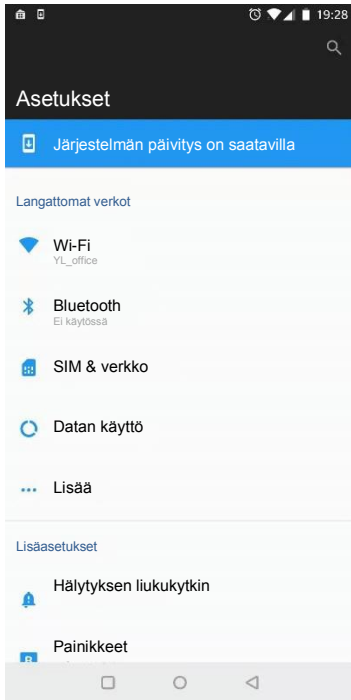 19:28
Asetukset
Järjestelmän päivitys on saatavilla
Langattomat verkot
Wi-Fi
YL_office
Bluetooth
Ei käytössä
SIM & verkko
Datan käyttö
Lisää
Lisäasetukset
Hälytyksen liukukytkin
Painikkeet